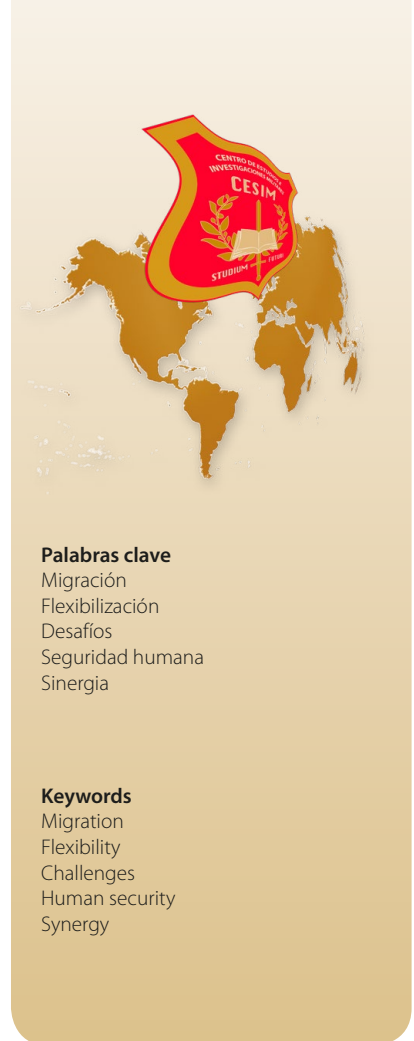 CENTRO DE ESTUDIOS E
INVESTIGACIONES MILITARES
CESIM
STUDIUM FUTURI
Palabras clave
Migración
Flexibilización
Desafíos
Seguridad humana
Sinergia
Keywords
Migration
Flexibility
Challenges
Human security
Synergy